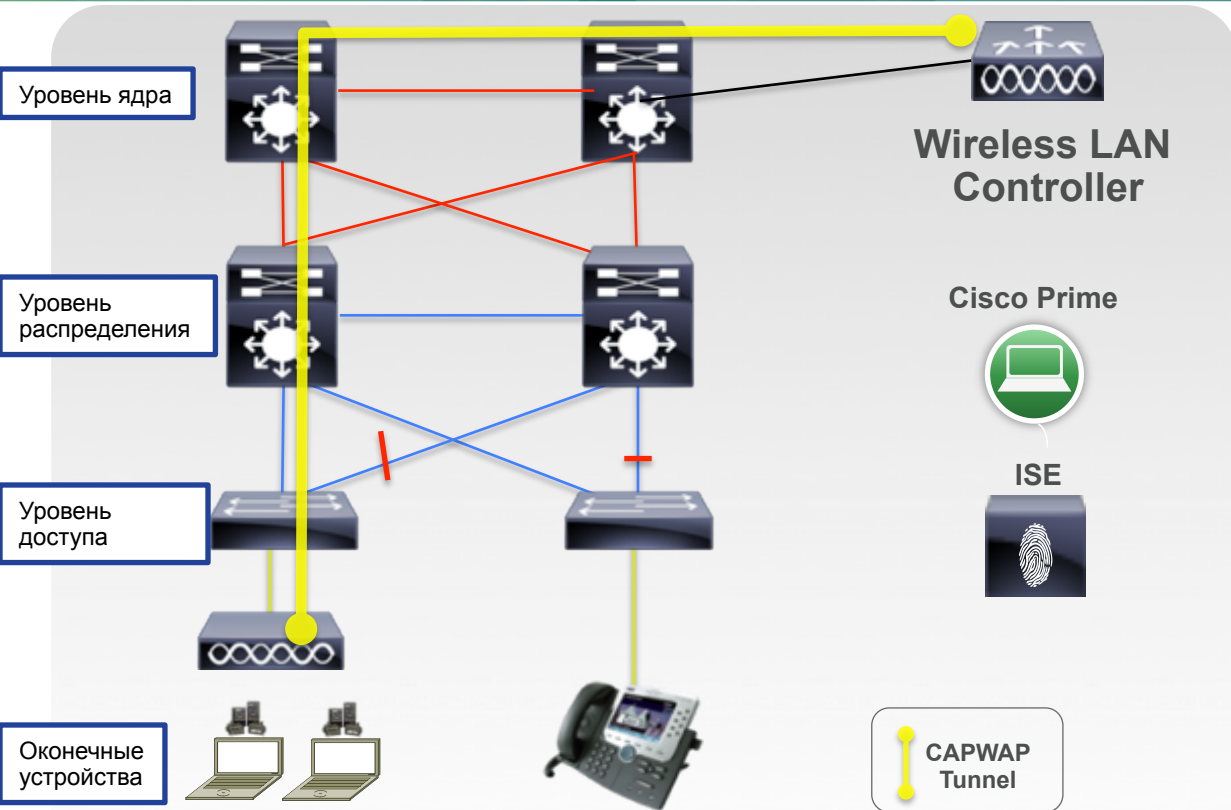 Уровень ядра
Wireless LAN
Controller
Уровень
распределения
Cisco Prime
ISE
Уровень
доступа
Оконечные
устройства
CAPWAP
Tunnel